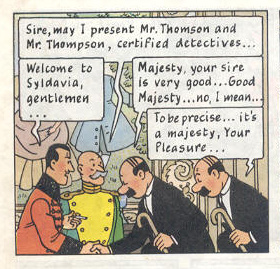 Sire, may I present Mr. Thomson and
Mr. Thompson, certified detectives...
Welcome to
Syldavia,
gentlemen
...
Majesty, your sire
is very good...Good
Majesty...no, I mean...
To be precise... it's
a majesty, Your
Pleasure...